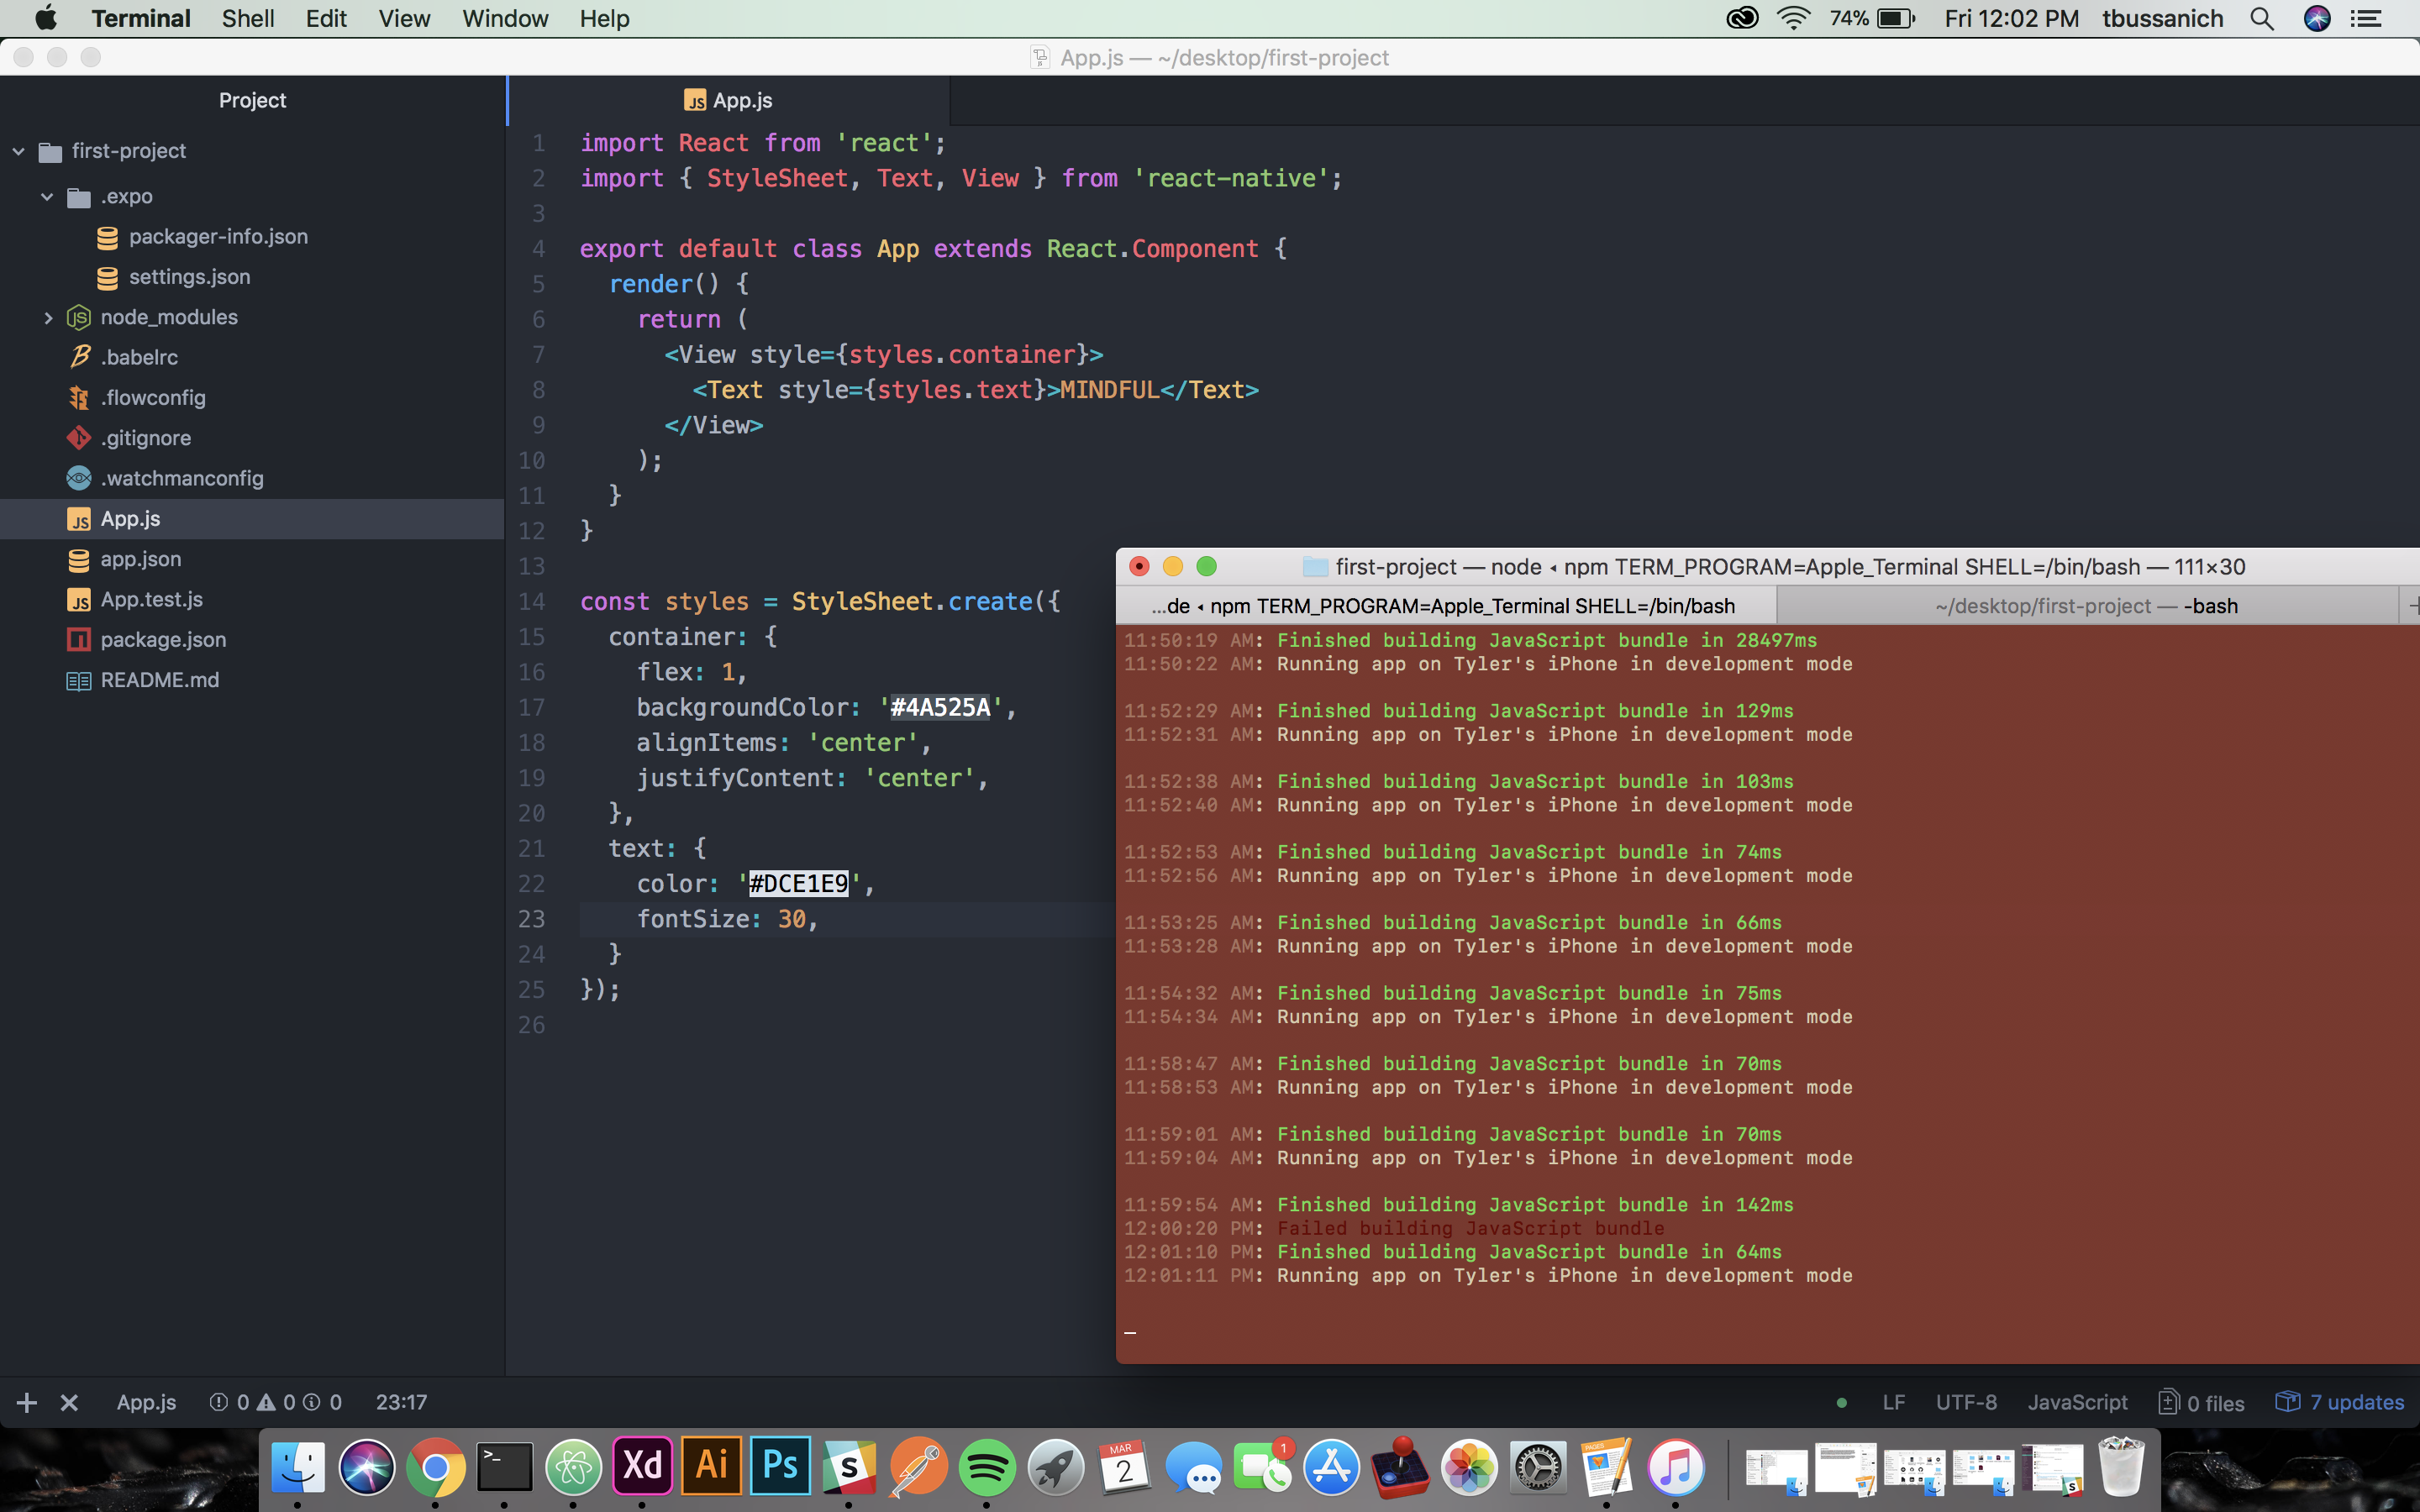 Terminal Shell Edit View Window Help 74% Fri 12:02 PM tbussanich
App.js — ~/desktop/first-project
Project
first-project
.expo
packager-info.json
settings.json
node_modules
.babelrc
.flowconfig
.gitignore
.watchmanconfig
App.js
app.json
App.test.js
package.json
README.md
App.js
1 import React from 'react';
2 import { StyleSheet, Text, View } from 'react-native';
3
4 export default class App extends React.Component {
5 render() {
6 return (
7 <View style={styles.container}>
8 <Text style={styles.text}>MINDFUL</Text>
9 </View>
10 );
11 }
12 }
13
14 const styles = StyleSheet.create({
15 container: {
16 flex: 1,
17 backgroundColor: '#4A525A',
18 alignItems: 'center',
19 justifyContent: 'center',
20 },
21 text: {
22 color: '#DCE1E9',
23 fontSize: 30,
24 }
25 });
26
first-project — node ◂ npm TERM_PROGRAM=Apple_Terminal SHELL=/bin/bash — 111×30
...de ◂ npm TERM_PROGRAM=Apple_Terminal SHELL=/bin/bash ~/desktop/first-project — -bash
11:50:19 AM: Finished building JavaScript bundle in 28497ms
11:50:22 AM: Running app on Tyler's iPhone in development mode
11:52:29 AM: Finished building JavaScript bundle in 129ms
11:52:31 AM: Running app on Tyler's iPhone in development mode
11:52:38 AM: Finished building JavaScript bundle in 103ms
11:52:40 AM: Running app on Tyler's iPhone in development mode
11:52:53 AM: Finished building JavaScript bundle in 74ms
11:52:56 AM: Running app on Tyler's iPhone in development mode
11:53:25 AM: Finished building JavaScript bundle in 66ms
11:53:28 AM: Running app on Tyler's iPhone in development mode
11:54:32 AM: Finished building JavaScript bundle in 75ms
11:54:34 AM: Running app on Tyler's iPhone in development mode
11:58:47 AM: Finished building JavaScript bundle in 70ms
11:58:53 AM: Running app on Tyler's iPhone in development mode
11:59:01 AM: Finished building JavaScript bundle in 70ms
11:59:04 AM: Running app on Tyler's iPhone in development mode
11:59:54 AM: Finished building JavaScript bundle in 142ms
12:00:20 PM: Failed building JavaScript bundle
12:01:10 PM: Finished building JavaScript bundle in 64ms
12:01:11 PM: Running app on Tyler's iPhone in development mode
App.js 0 0 0 23:17 LF UTF-8 JavaScript 0 files 7 updates
Xd Ai Ps S MAR 2 1 PAGES